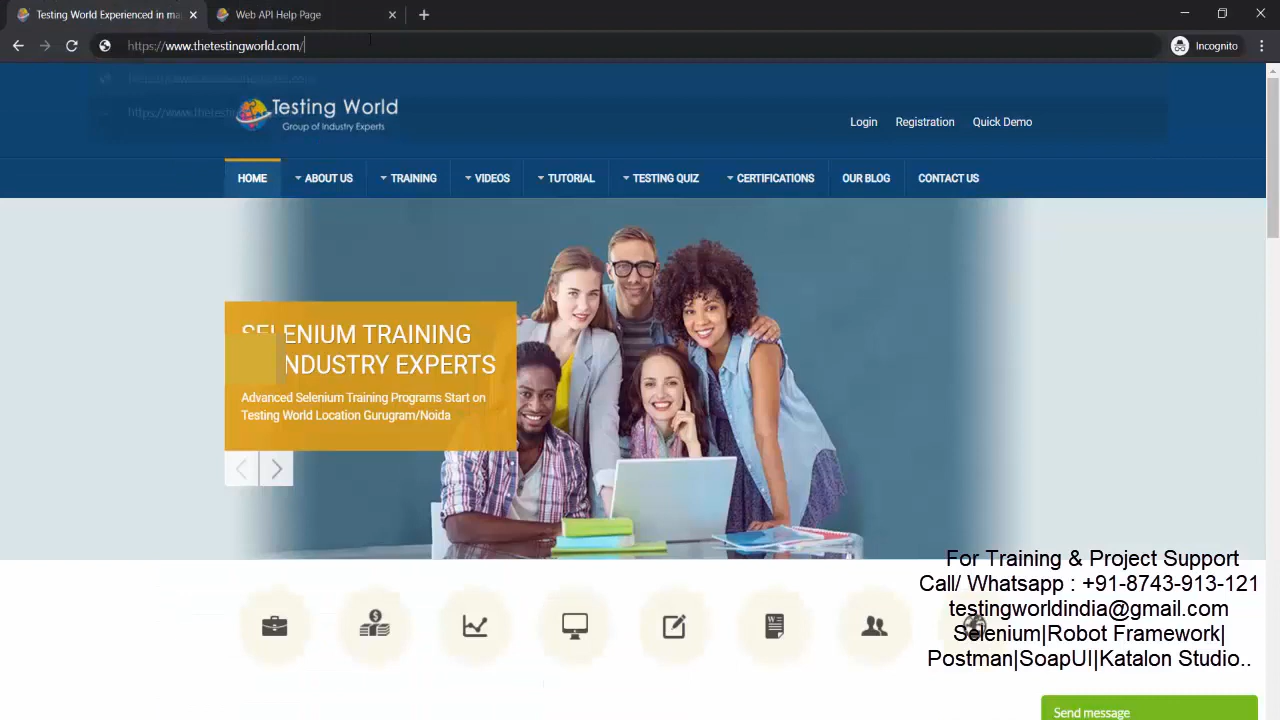 Testing World Experienced in ma
Web API Help Page
https://www.thetestingworld.com/
Incognito
Testing World
Group of Industry Experts
Login
Registration
Quick Demo
HOME
ABOUT US
TRAINING
VIDEOS
TUTORIAL
TESTING QUIZ
CERTIFICATIONS
OUR BLOG
CONTACT US
SELENIUM TRAINING
INDUSTRY EXPERTS
Advanced Selenium Training Programs Start on
Testing World Location Gurugram/Noida
For Training & Project Support
Call/ Whatsapp : +91-8743-913-121
testingworldindia@gmail.com
Selenium|Robot Framework|
Postman|SoapUI|Katalon Studio..
Send message